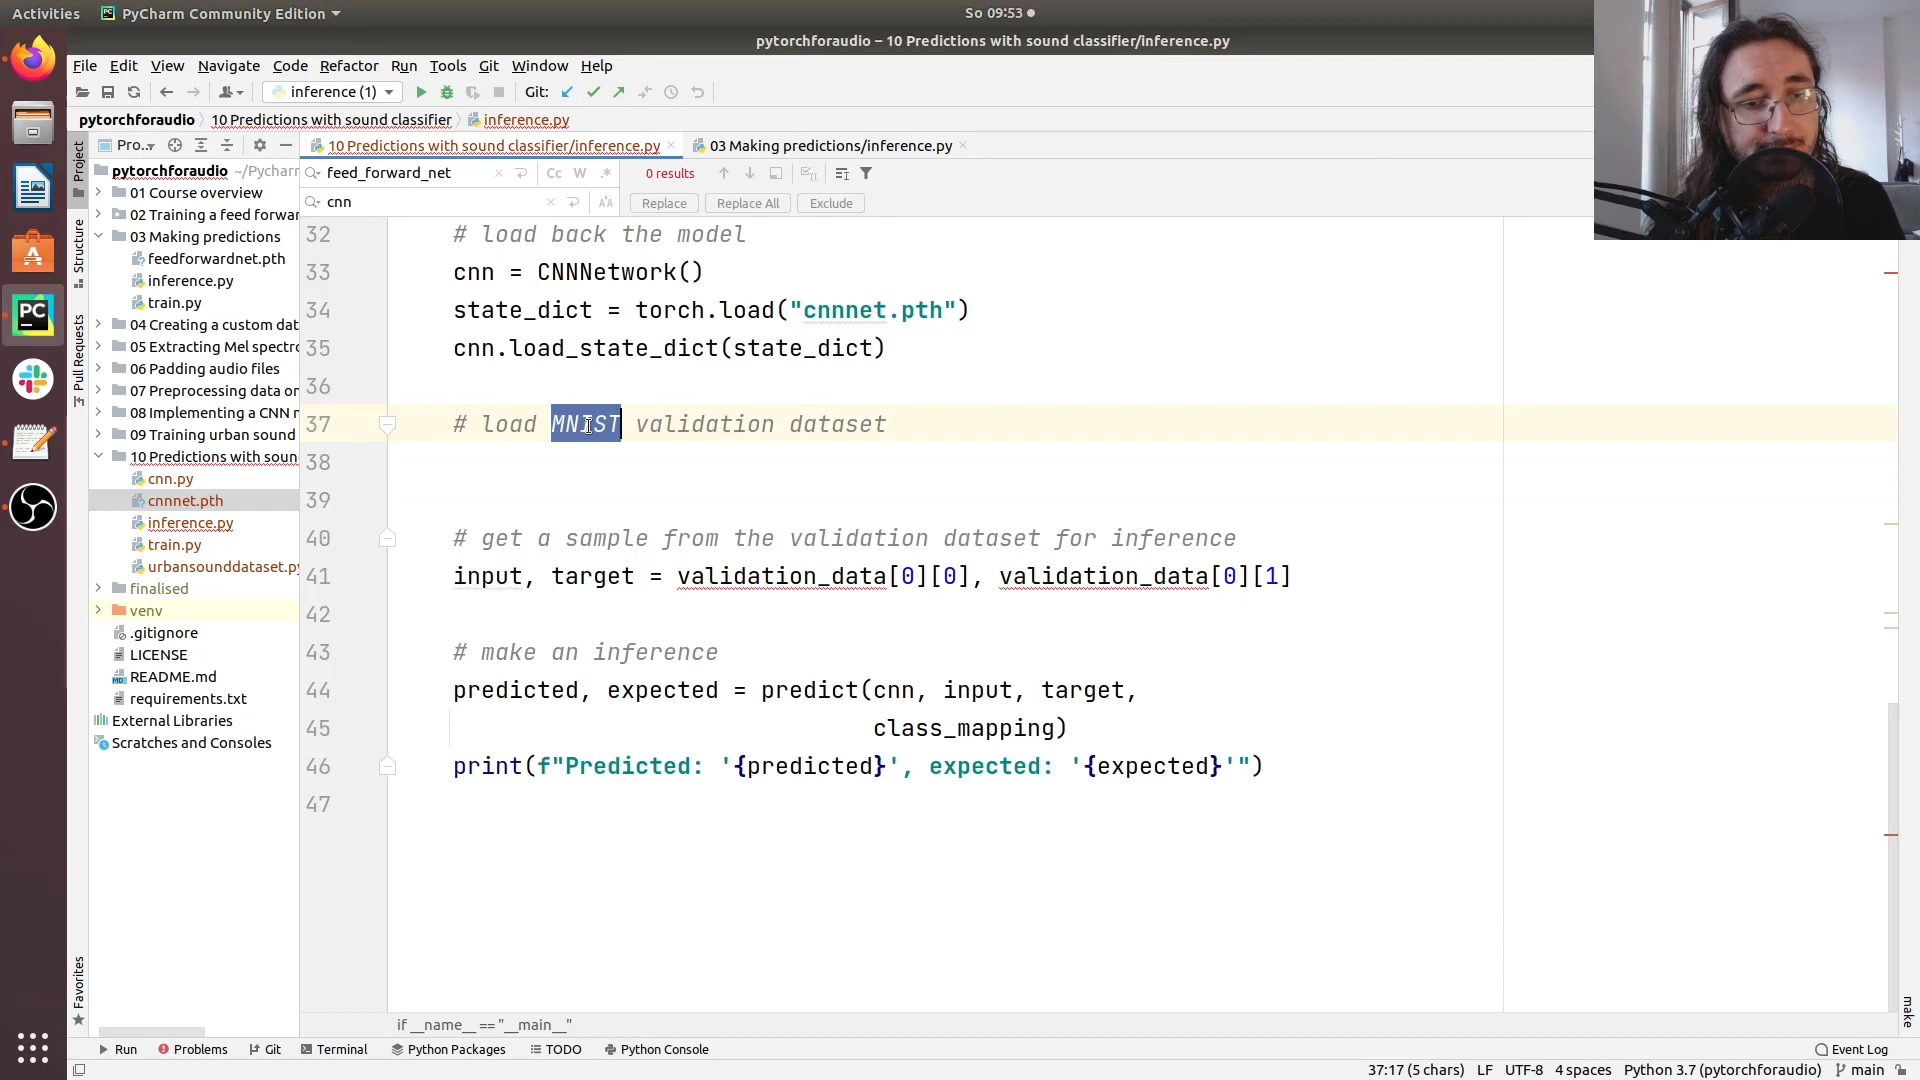 Activities
PyCharm Community Edition
So 09:53
pytorchforaudio – 10 Predictions with sound classifier/inference.py
File Edit View Navigate Code Refactor Run Tools Git Window Help
inference (1)
Git:
pytorchforaudio 10 Predictions with sound classifier inference.py
Pro...
10 Predictions with sound classifier/inference.py
03 Making predictions/inference.py
feed_forward_net
Cc W .*
0 results
cnn
Replace Replace All Exclude
Project
Structure
Pull Requests
Favorites
pytorchforaudio ~/Pycharm
01 Course overview
02 Training a feed forwar
03 Making predictions
feedforwardnet.pth
inference.py
train.py
04 Creating a custom dat
05 Extracting Mel spectro
06 Padding audio files
07 Preprocessing data on
08 Implementing a CNN n
09 Training urban sound
10 Predictions with soun
cnn.py
cnnnet.pth
inference.py
train.py
urbansounddataset.py
finalised
venv
.gitignore
LICENSE
README.md
requirements.txt
External Libraries
Scratches and Consoles
32 # load back the model
33 cnn = CNNNetwork()
34 state_dict = torch.load("cnnnet.pth")
35 cnn.load_state_dict(state_dict)
36
37 # load MNIST validation dataset
38
39
40 # get a sample from the validation dataset for inference
41 input, target = validation_data[0][0], validation_data[0][1]
42
43 # make an inference
44 predicted, expected = predict(cnn, input, target,
45 class_mapping)
46 print(f"Predicted: '{predicted}', expected: '{expected}'")
47
if __name__ == "__main__"
make
Run Problems Git Terminal Python Packages TODO Python Console
Event Log
37:17 (5 chars) LF UTF-8 4 spaces Python 3.7 (pytorchforaudio) main